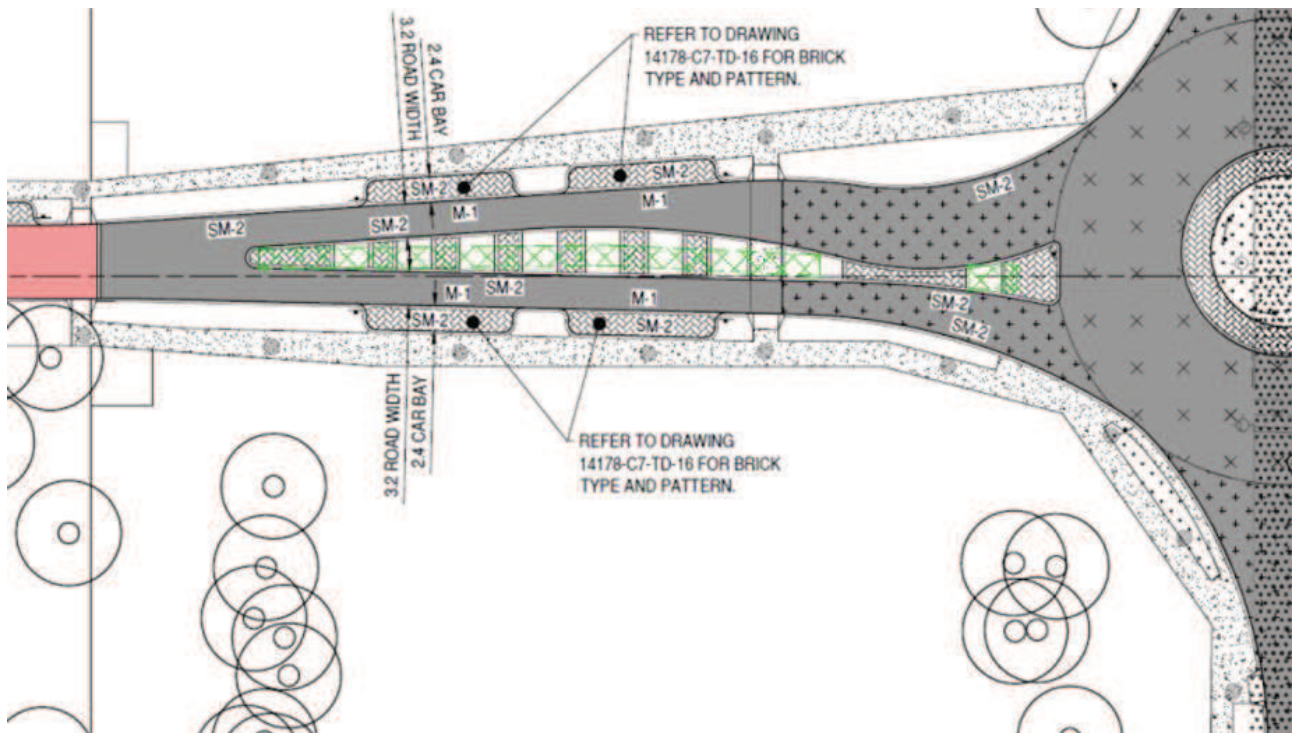 3.2 ROAD WIDTH
2.4 CAR BAY
REFER TO DRAWING
14178-C7-TD-16 FOR BRICK
TYPE AND PATTERN.
SM-2
SM-2
SM-2
SM-2
M-1
M-1
SM-2
SM-2
M-1
M-1
SM-2
SM-2
SM-2
SM-2
3.2 ROAD WIDTH
2.4 CAR BAY
REFER TO DRAWING
14178-C7-TD-16 FOR BRICK
TYPE AND PATTERN.